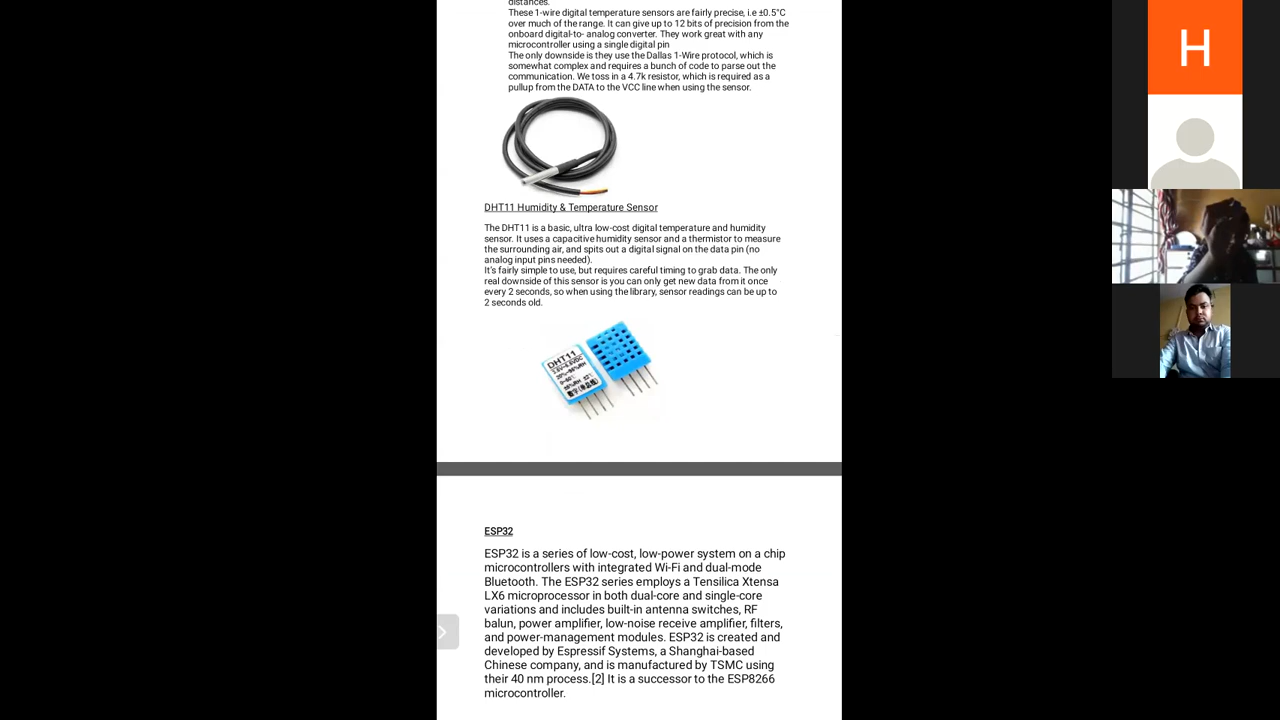 distances.
These 1-wire digital temperature sensors are fairly precise, i.e ±0.5°C
over much of the range. It can give up to 12 bits of precision from the
onboard digital-to- analog converter. They work great with any
microcontroller using a single digital pin
The only downside is they use the Dallas 1-Wire protocol, which is
somewhat complex and requires a bunch of code to parse out the
communication. We toss in a 4.7k resistor, which is required as a
pullup from the DATA to the VCC line when using the sensor.
DHT11 Humidity & Temperature Sensor
The DHT11 is a basic, ultra low-cost digital temperature and humidity
sensor. It uses a capacitive humidity sensor and a thermistor to measure
the surrounding air, and spits out a digital signal on the data pin (no
analog input pins needed).
It's fairly simple to use, but requires careful timing to grab data. The only
real downside of this sensor is you can only get new data from it once
every 2 seconds, so when using the library, sensor readings can be up to
2 seconds old.
DHT11
ESP32
ESP32 is a series of low-cost, low-power system on a chip
microcontrollers with integrated Wi-Fi and dual-mode
Bluetooth. The ESP32 series employs a Tensilica Xtensa
LX6 microprocessor in both dual-core and single-core
variations and includes built-in antenna switches, RF
balun, power amplifier, low-noise receive amplifier, filters,
and power-management modules. ESP32 is created and
developed by Espressif Systems, a Shanghai-based
Chinese company, and is manufactured by TSMC using
their 40 nm process.[2] It is a successor to the ESP8266
microcontroller.
H